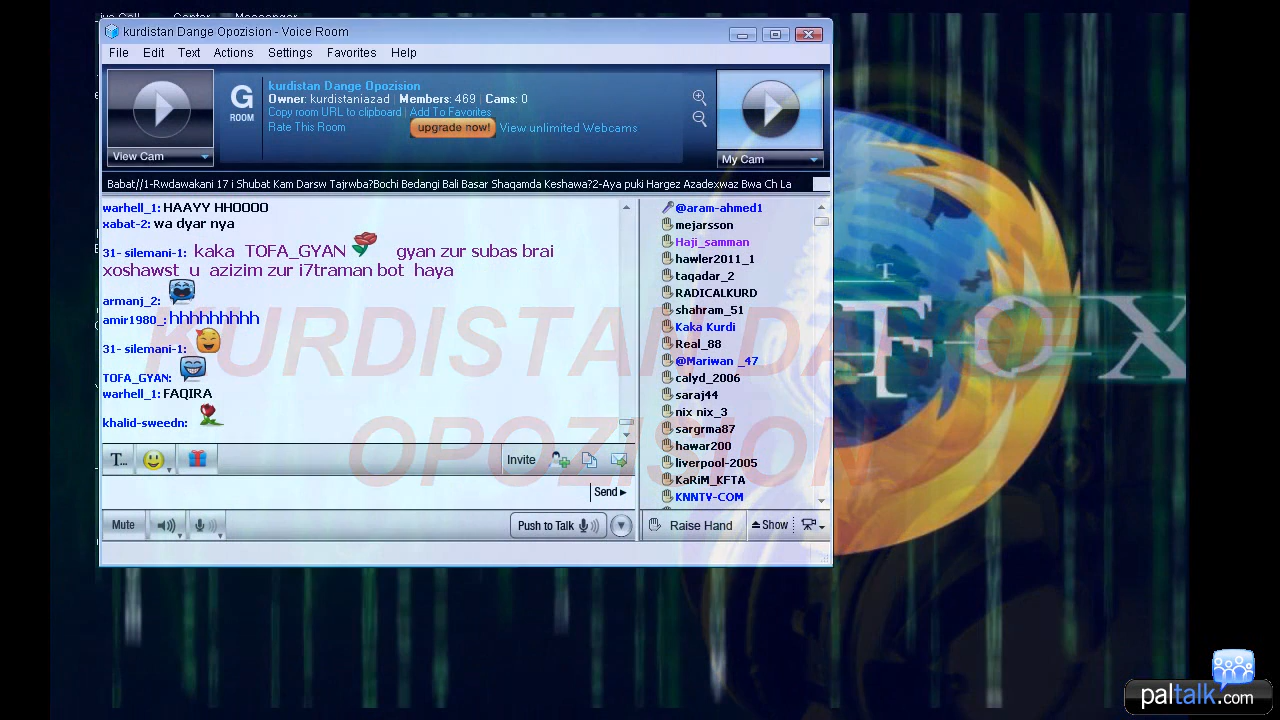 Messenger
kurdistan Dange Opozision - Voice Room
File Edit Text Actions Settings Favorites Help
G ROOM
kurdistan Dange Opozision
Owner: kurdistaniazad | Members: 469 | Cams: 0
Copy room URL to clipboard | Add To Favorites
Rate This Room upgrade now! View unlimited Webcams
View Cam
My Cam
Babat//1-Rwdawakani 17 i Shubat Kam Darsw Tajrwba?Bochi Bedangi Bali Basar Shaqamda Keshawa?2-Aya puki Hargez Azadexwaz Bwa Ch La
warhell_1: HAAYY HHOOOO
xabat-2: wa dyar nya
31- silemani-1: kaka TOFA_GYAN gyan zur subas brai
xoshawst u azizim zur i7traman bot haya
armanj_2:
amir1980_: hhhhhhhhh
31- silemani-1:
TOFA_GYAN:
warhell_1: FAQIRA
khalid-sweedn:
@aram-ahmed1
mejarsson
Haji_samman
hawler2011_1
taqadar_2
RADICALKURD
shahram_51
Kaka Kurdi
Real_88
@Mariwan _47
calyd_2006
saraj44
nix nix_3
sargrma87
hawar200
liverpool-2005
KaRiM_KFTA
KNNTV-COM
KURDISTAN DA
OPOZISION
T... Invite
Send
Mute Push to Talk Raise Hand Show
F O X
paltalk.com